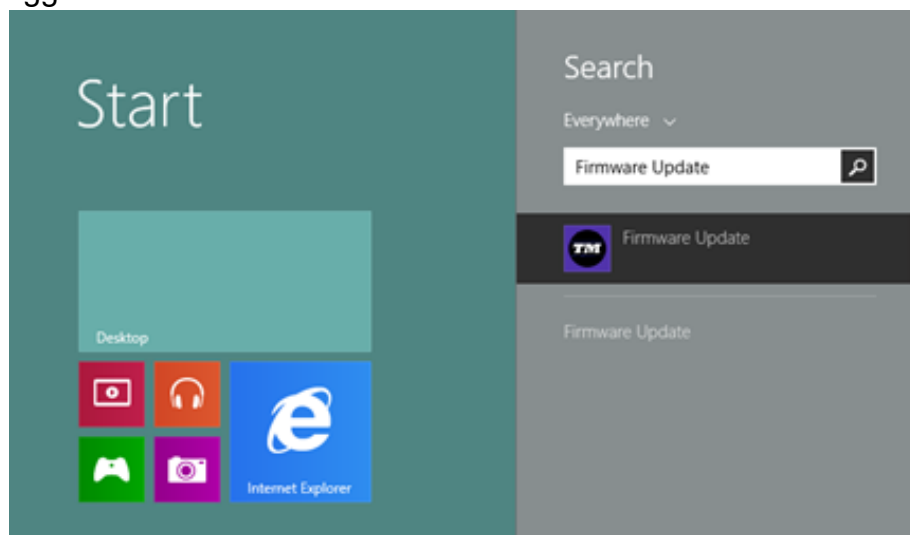 Start
Desktop
Internet Explorer
Search
Everywhere
Firmware Update
TM
Firmware Update
Firmware Update